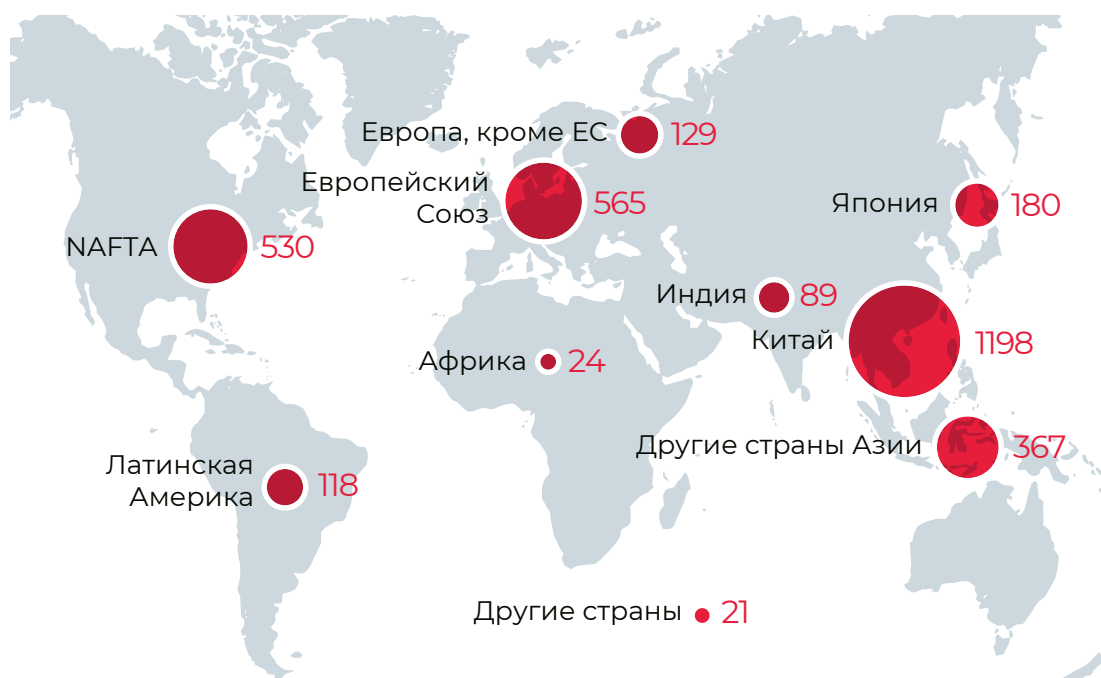 Европа, кроме ЕС 129
Европейский
Союз 565
Япония 180
NAFTA 530
Индия 89
Китай 1198
Африка 24
Другие страны Азии 367
Латинская
Америка 118
Другие страны 21